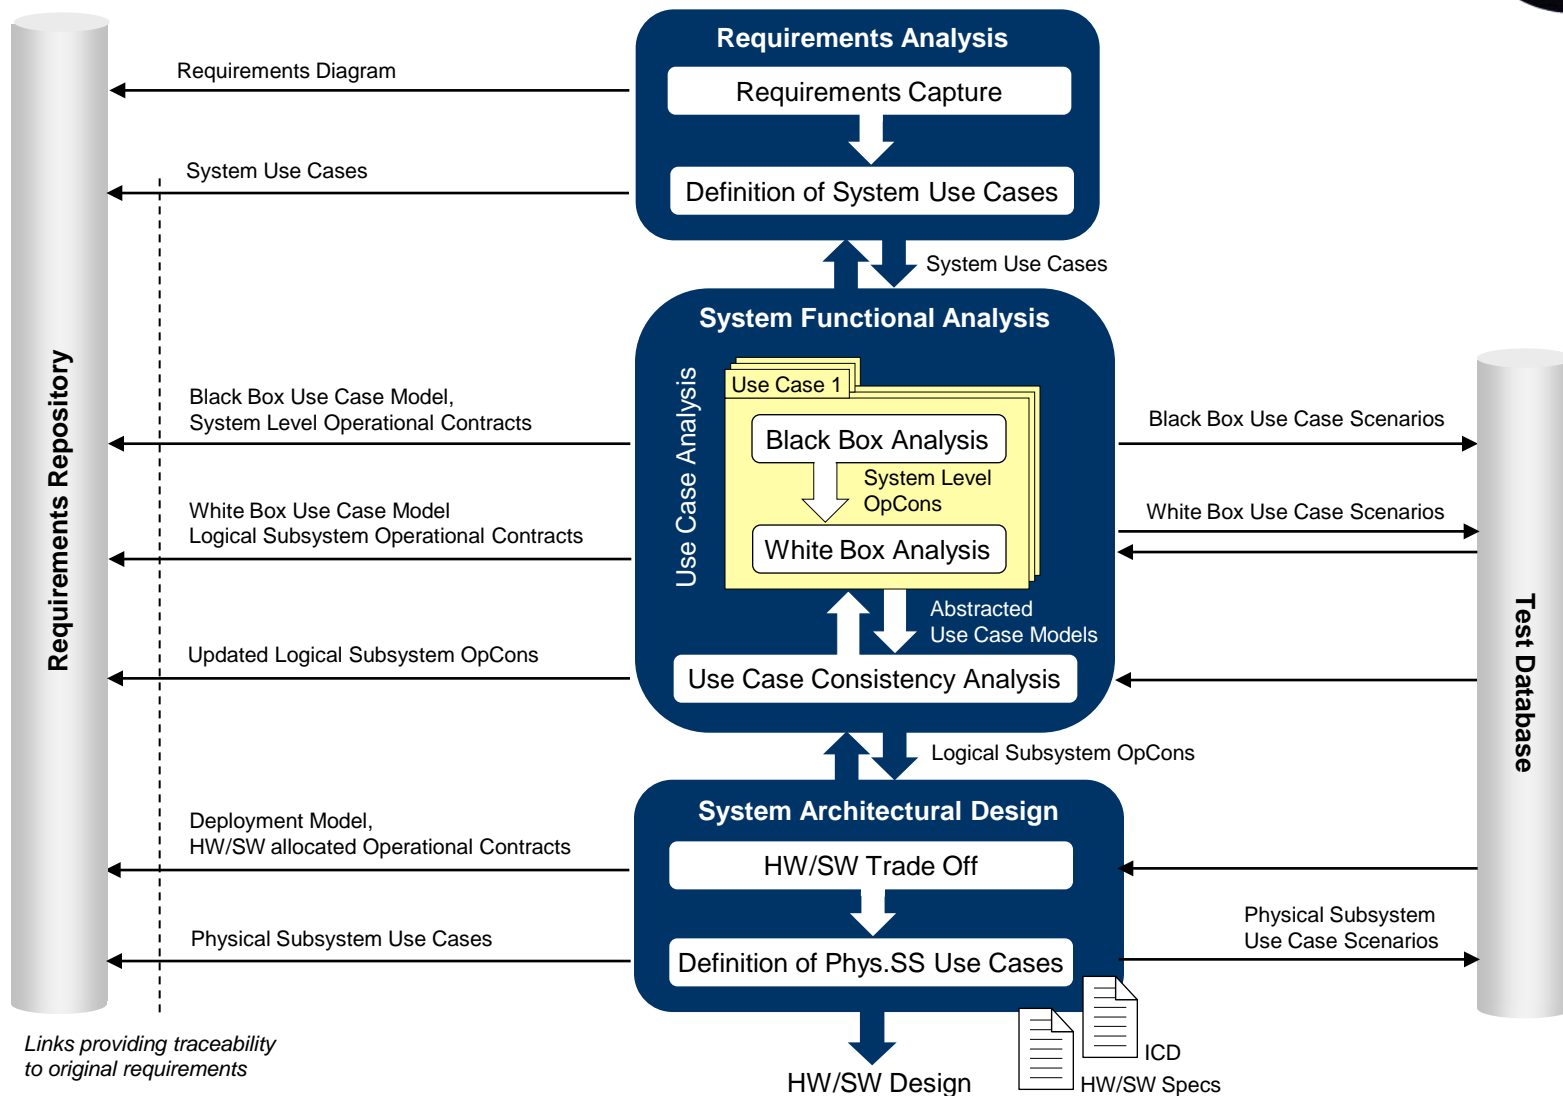 Requirements Analysis
Requirements Diagram
Requirements Capture
System Use Cases
Definition of System Use Cases
System Use Cases
System Functional Analysis
Requirements Repository
Use Case Analysis
Use Case 1
Black Box Use Case Model,
System Level Operational Contracts
Black Box Analysis
Black Box Use Case Scenarios
System Level
OpCons
White Box Use Case Model
Logical Subsystem Operational Contracts
White Box Analysis
White Box Use Case Scenarios
Abstracted
Use Case Models
Test Database
Updated Logical Subsystem OpCons
Use Case Consistency Analysis
Logical Subsystem OpCons
System Architectural Design
Deployment Model,
HW/SW allocated Operational Contracts
HW/SW Trade Off
Physical Subsystem Use Cases
Definition of Phys.SS Use Cases
Physical Subsystem
Use Case Scenarios
Links providing traceability
to original requirements
ICD
HW/SW Design
HW/SW Specs